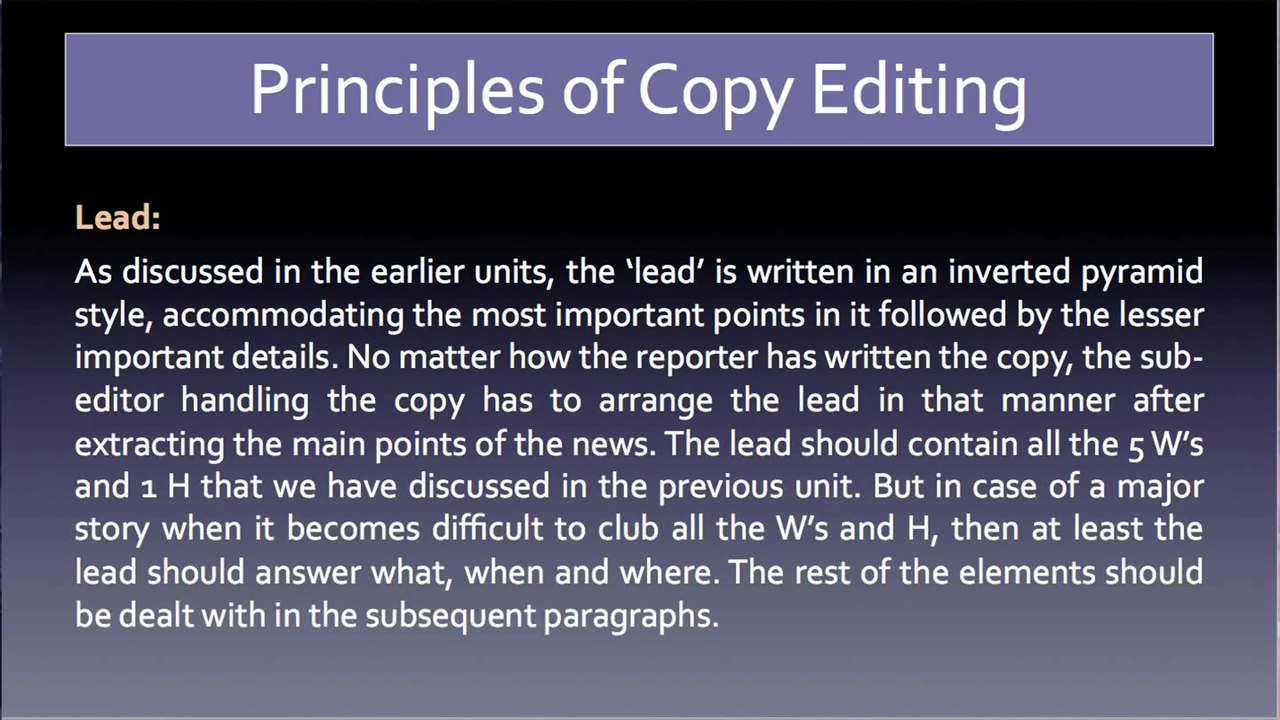 Principles of Copy Editing
Lead:
As discussed in the earlier units, the ‘lead’ is written in an inverted pyramid
style, accommodating the most important points in it followed by the lesser
important details. No matter how the reporter has written the copy, the sub-
editor handling the copy has to arrange the lead in that manner after
extracting the main points of the news. The lead should contain all the 5 W’s
and 1 H that we have discussed in the previous unit. But in case of a major
story when it becomes difficult to club all the W’s and H, then at least the
lead should answer what, when and where. The rest of the elements should
be dealt with in the subsequent paragraphs.